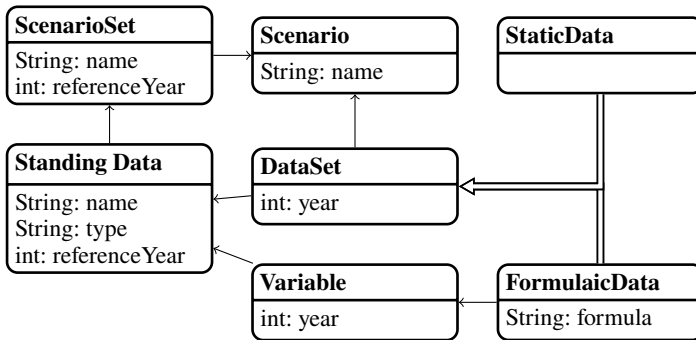 ScenarioSet
String: name
int: referenceYear
Scenario
String: name
StaticData
Standing Data
String: name
String: type
int: referenceYear
DataSet
int: year
Variable
int: year
FormulaicData
String: formula